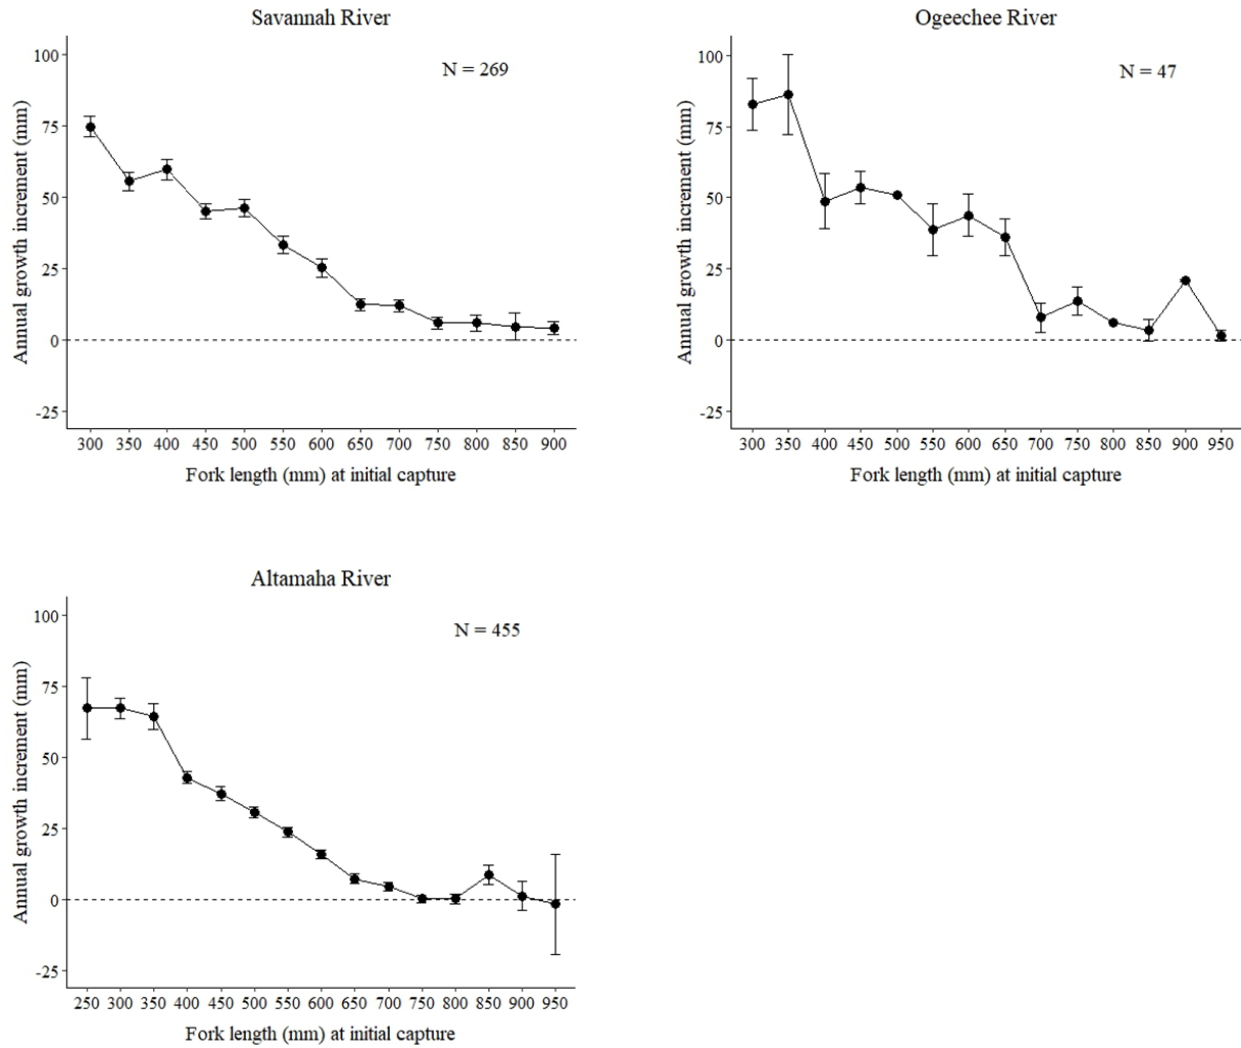 Savannah River
N = 269
Annual growth increment (mm)
100
75
50
25
0
-25
300 350 400 450 500 550 600 650 700 750 800 850 900
Fork length (mm) at initial capture
Ogeechee River
N = 47
Annual growth increment (mm)
100
75
50
25
0
-25
300 350 400 450 500 550 600 650 700 750 800 850 900 950
Fork length (mm) at initial capture
Altamaha River
N = 455
Annual growth increment (mm)
100
75
50
25
0
-25
250 300 350 400 450 500 550 600 650 700 750 800 850 900 950
Fork length (mm) at initial capture